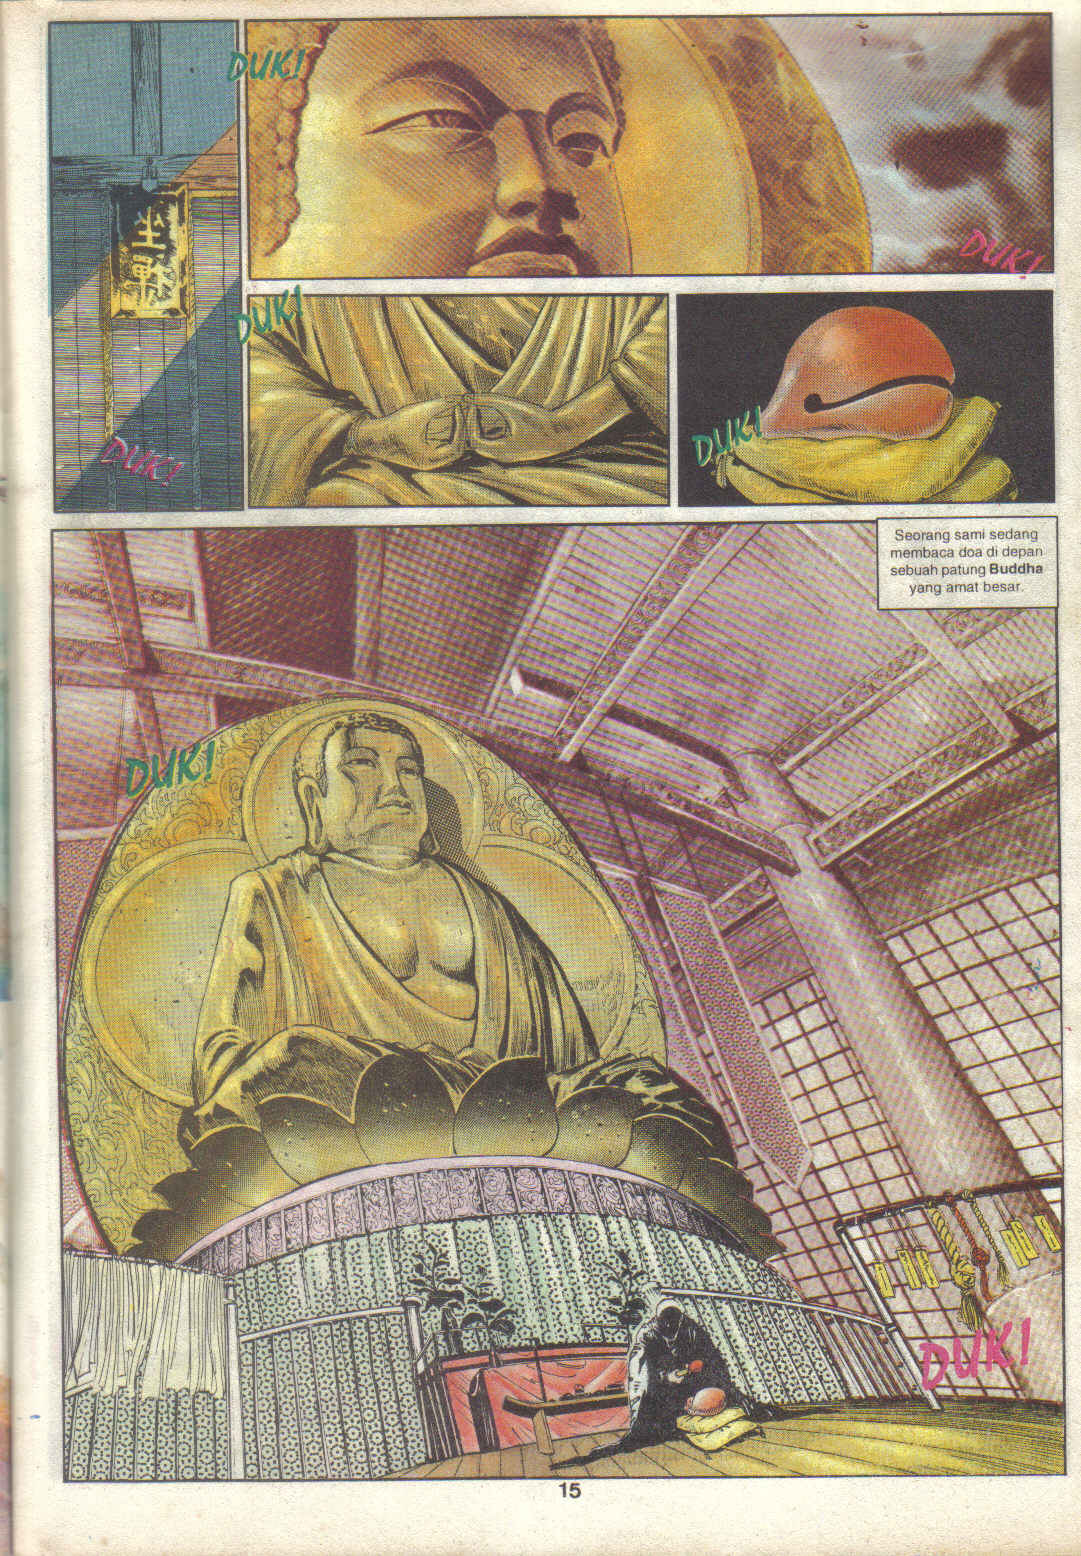 DUK!
DUK!
DUK!
DUK!
DUK!
Seorang sami sedang
membaca doa di depan
sebuah patung Buddha
yang amat besar.
DUK!
DUK!
15